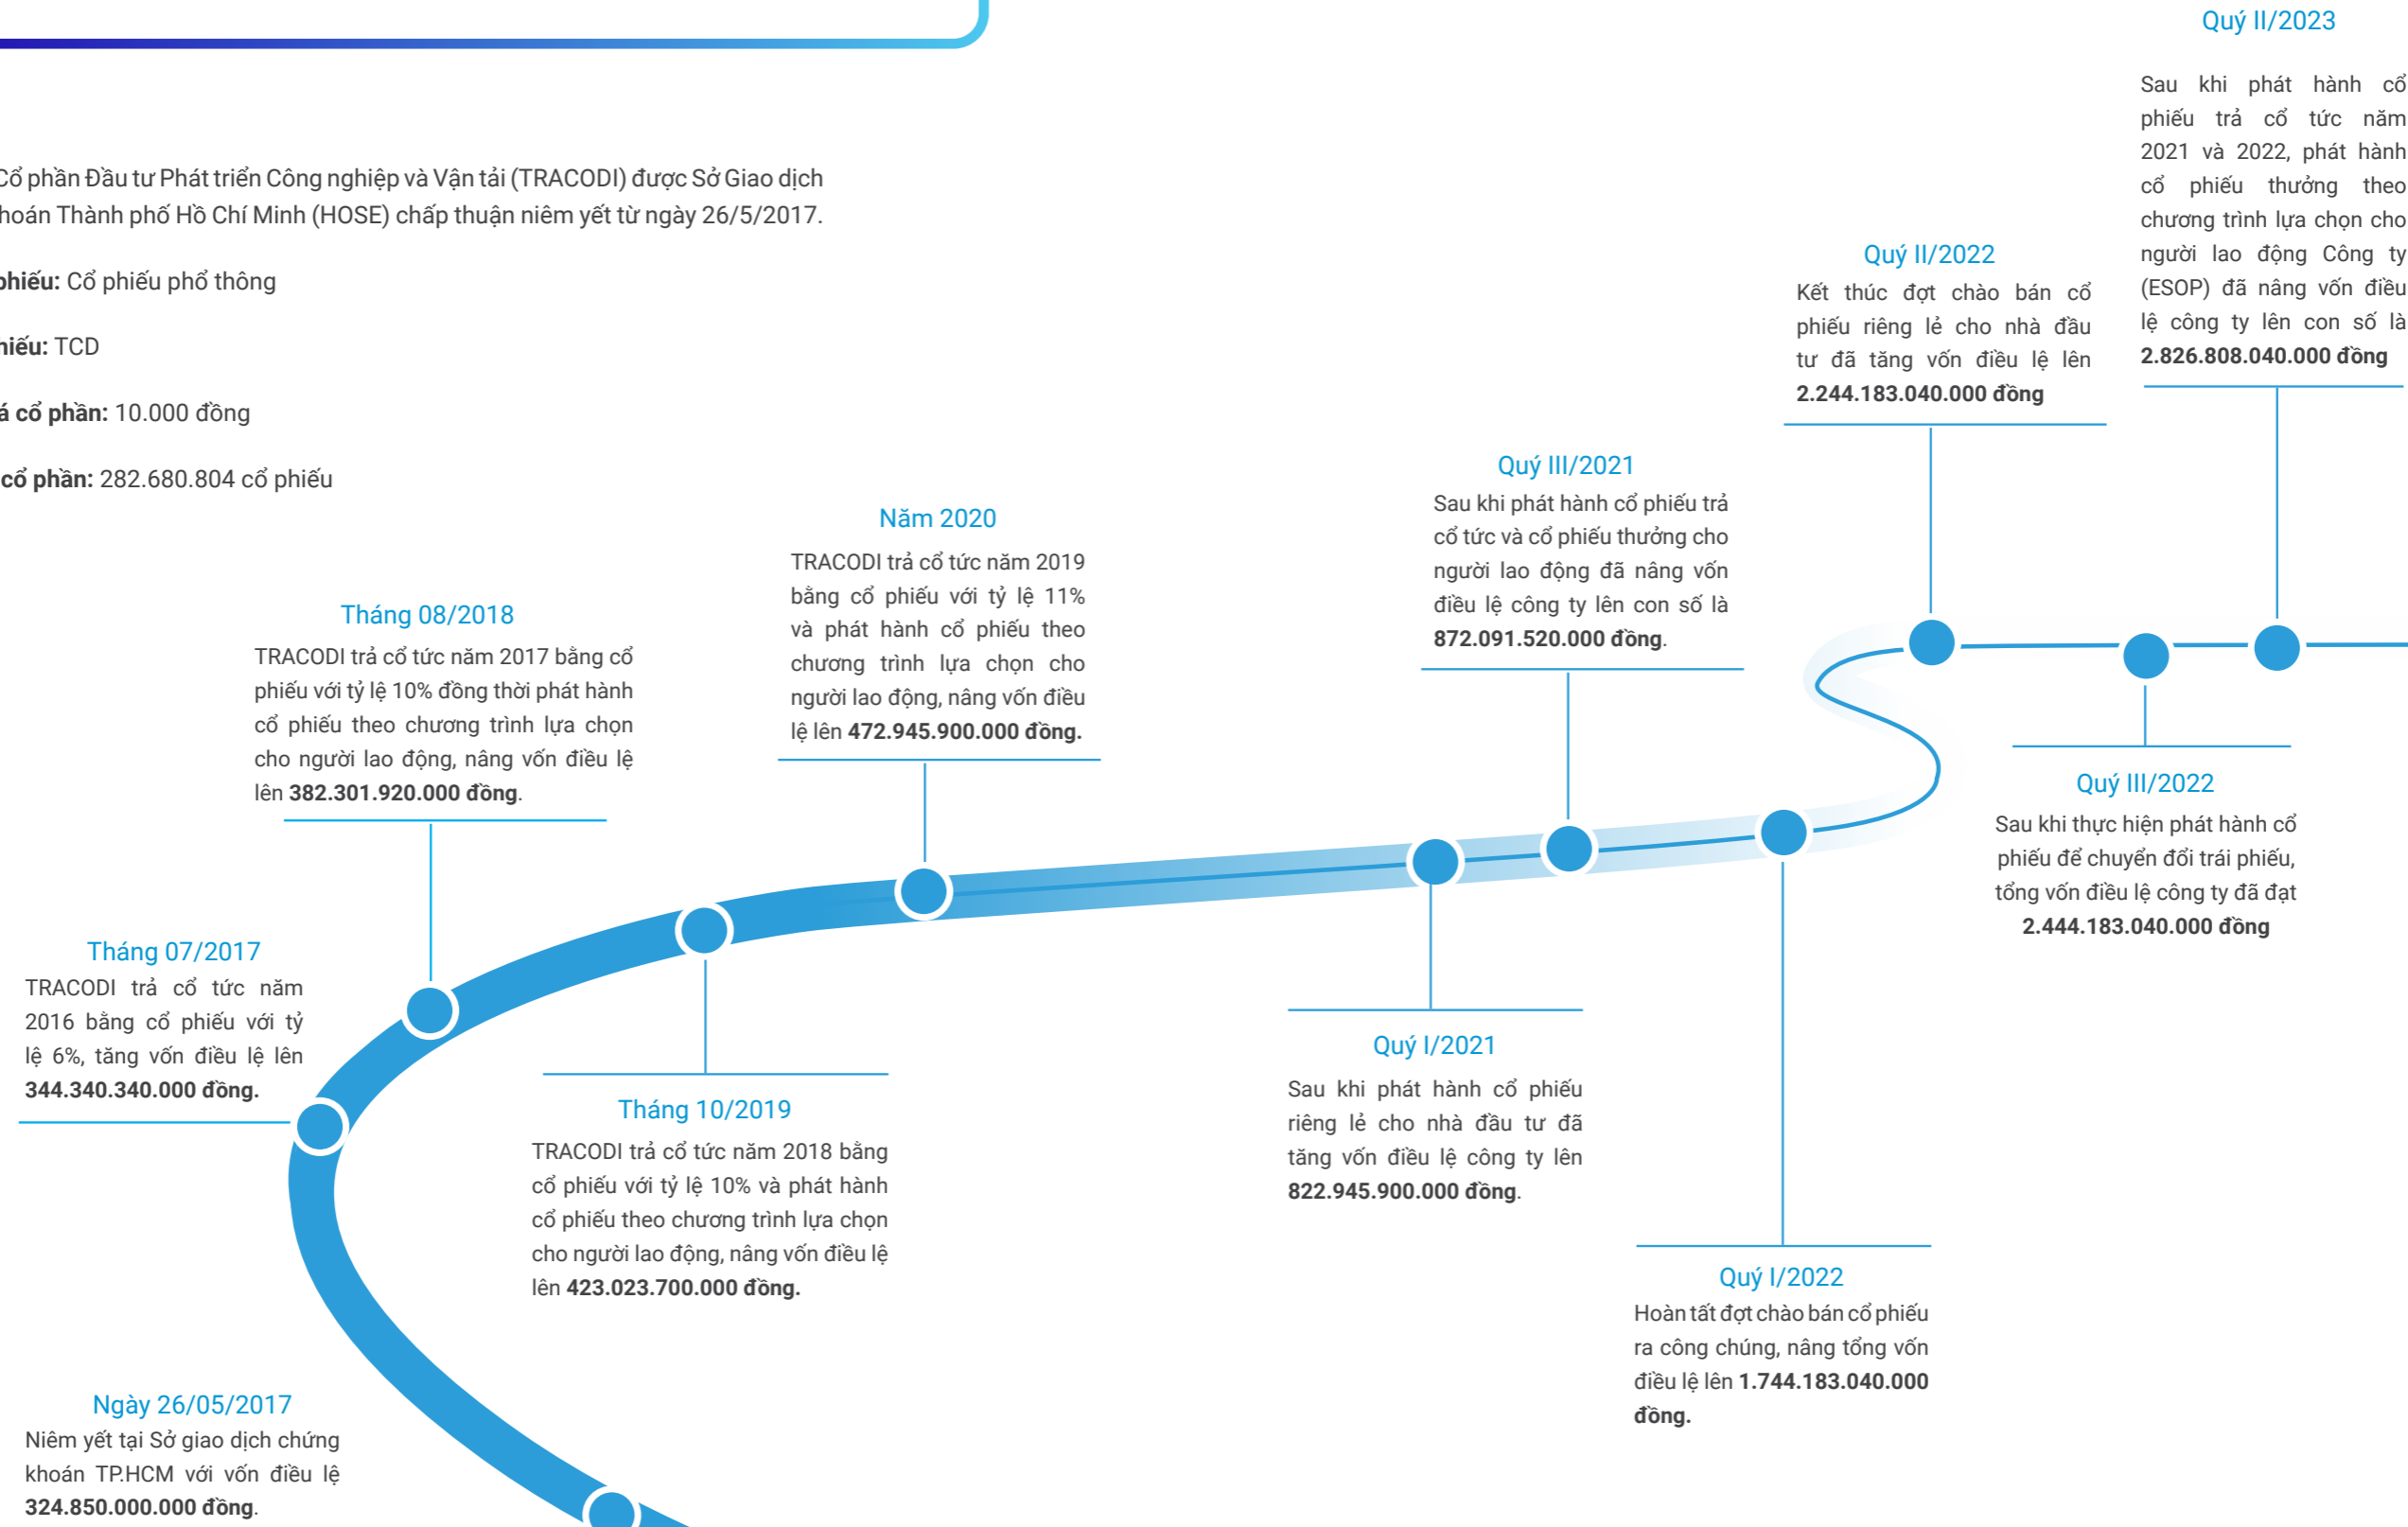 Cổ phần Đầu tư Phát triển Công nghiệp và Vận tải (TRACODI) được Sở Giao dịch
Thành phố Hồ Chí Minh (HOSE) chấp thuận niêm yết từ ngày 26/5/2017.
Cổ phiếu phổ thông
TCD
cổ phần: 10.000 đồng
cổ phần: 282.680.804 cổ phiếu
Ngày 26/05/2017
Niêm yết tại Sở giao dịch chứng
khoán TP.HCM với vốn điều lệ
324.850.000.000 đồng.
Tháng 07/2017
TRACODI trả cổ tức năm
2016 bằng cổ phiếu với tỷ
lệ 6%, tăng vốn điều lệ lên
344.340.340.000 đồng.
Tháng 08/2018
TRACODI trả cổ tức năm 2017 bằng cổ
phiếu với tỷ lệ 10% đồng thời phát hành
cổ phiếu theo chương trình lựa chọn
cho người lao động, nâng vốn điều lệ
lên 382.301.920.000 đồng.
Tháng 10/2019
TRACODI trả cổ tức năm 2018 bằng
cổ phiếu với tỷ lệ 10% và phát hành
cổ phiếu theo chương trình lựa chọn
cho người lao động, nâng vốn điều lệ
lên 423.023.700.000 đồng.
Năm 2020
TRACODI trả cổ tức năm 2019
bằng cổ phiếu với tỷ lệ 11%
và phát hành cổ phiếu theo
chương trình lựa chọn cho
người lao động, nâng vốn điều
lệ lên 472.945.900.000 đồng.
Quý I/2021
Sau khi phát hành cổ phiếu
riêng lẻ cho nhà đầu tư đã
tăng vốn điều lệ công ty lên
822.945.900.000 đồng.
Quý III/2021
Sau khi phát hành cổ phiếu trả
cổ tức và cổ phiếu thưởng cho
người lao động đã nâng vốn
điều lệ công ty lên con số là
872.091.520.000 đồng.
Quý I/2022
Hoàn tất đợt chào bán cổ phiếu
ra công chúng, nâng tổng vốn
điều lệ lên 1.744.183.040.000
đồng.
Quý II/2022
Kết thúc đợt chào bán cổ
phiếu riêng lẻ cho nhà đầu
tư đã tăng vốn điều lệ lên
2.244.183.040.000 đồng
Quý III/2022
Sau khi thực hiện phát hành cổ
phiếu để chuyển đổi trái phiếu,
tổng vốn điều lệ công ty đã đạt
2.444.183.040.000 đồng
Quý II/2023
Sau khi phát hành cổ
phiếu trả cổ tức năm
2021 và 2022, phát hành
cổ phiếu thưởng theo
chương trình lựa chọn cho
người lao động Công ty
(ESOP) đã nâng vốn điều
lệ công ty lên con số là
2.826.808.040.000 đồng